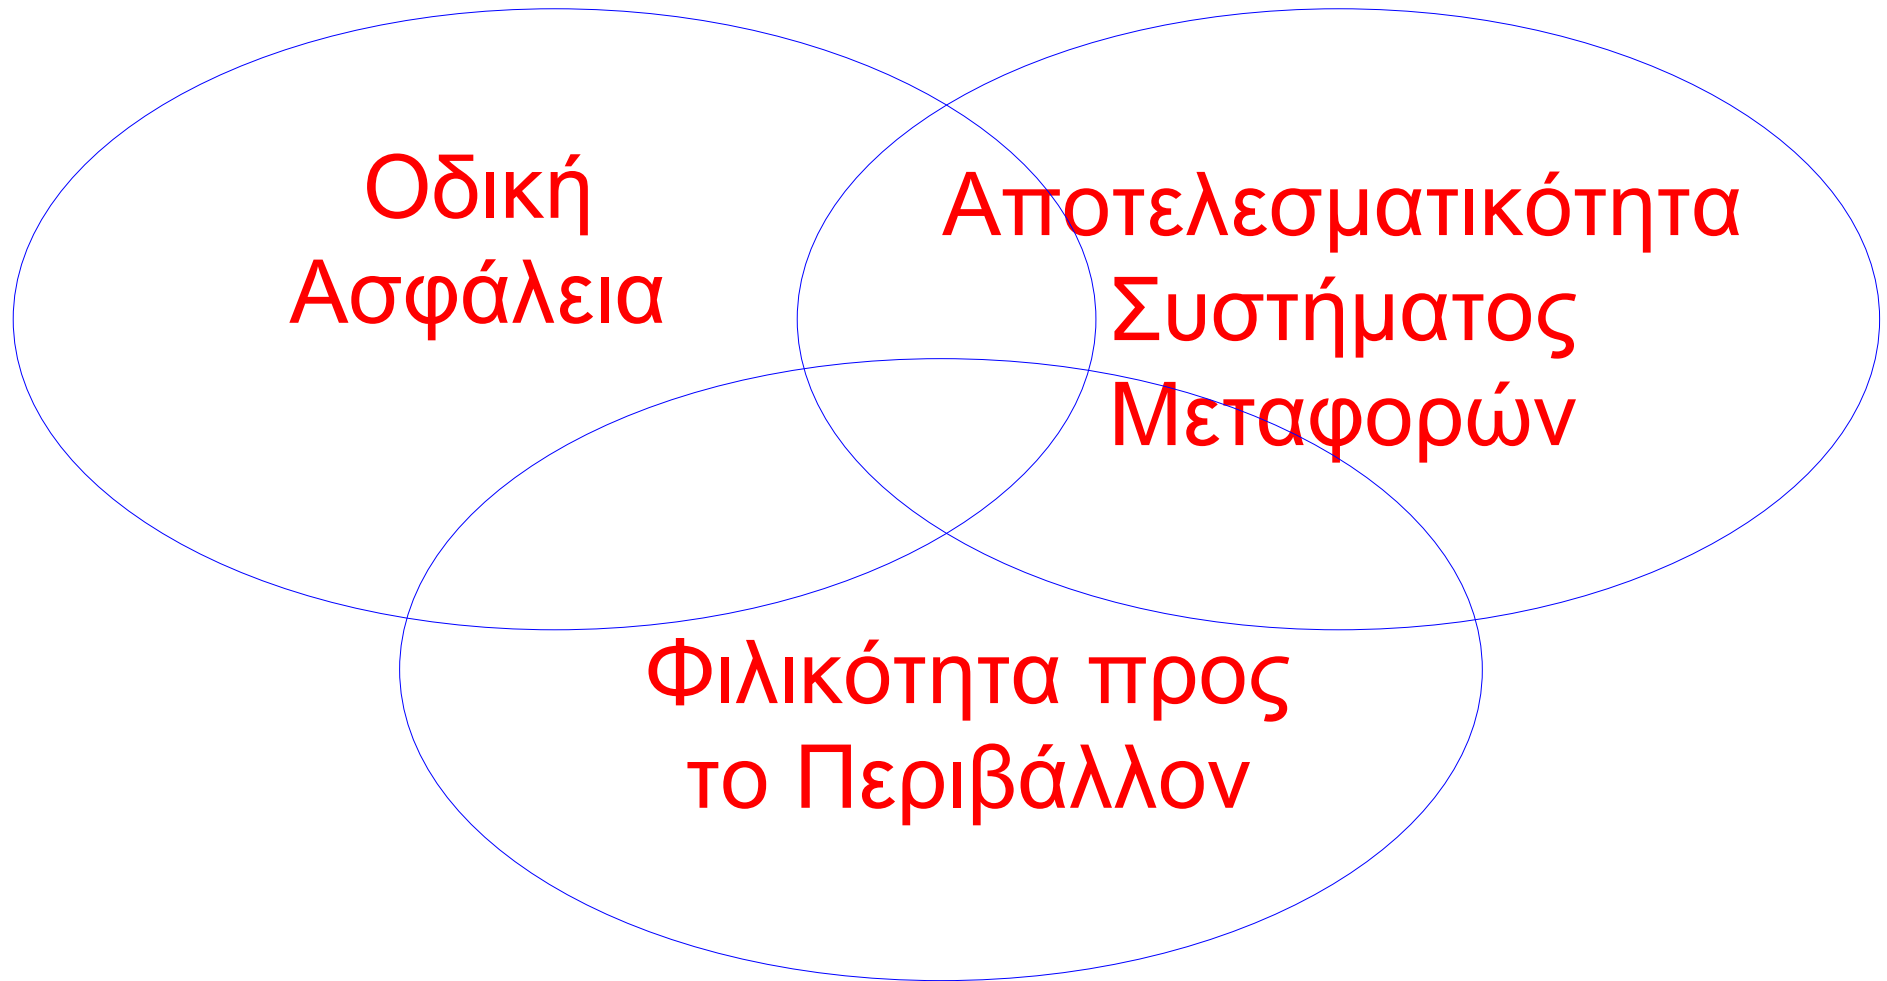 Οδική
Ασφάλεια
Αποτελεσματικότητα
Συστήματος
Μεταφορών
Φιλικότητα προς
το Περιβάλλον